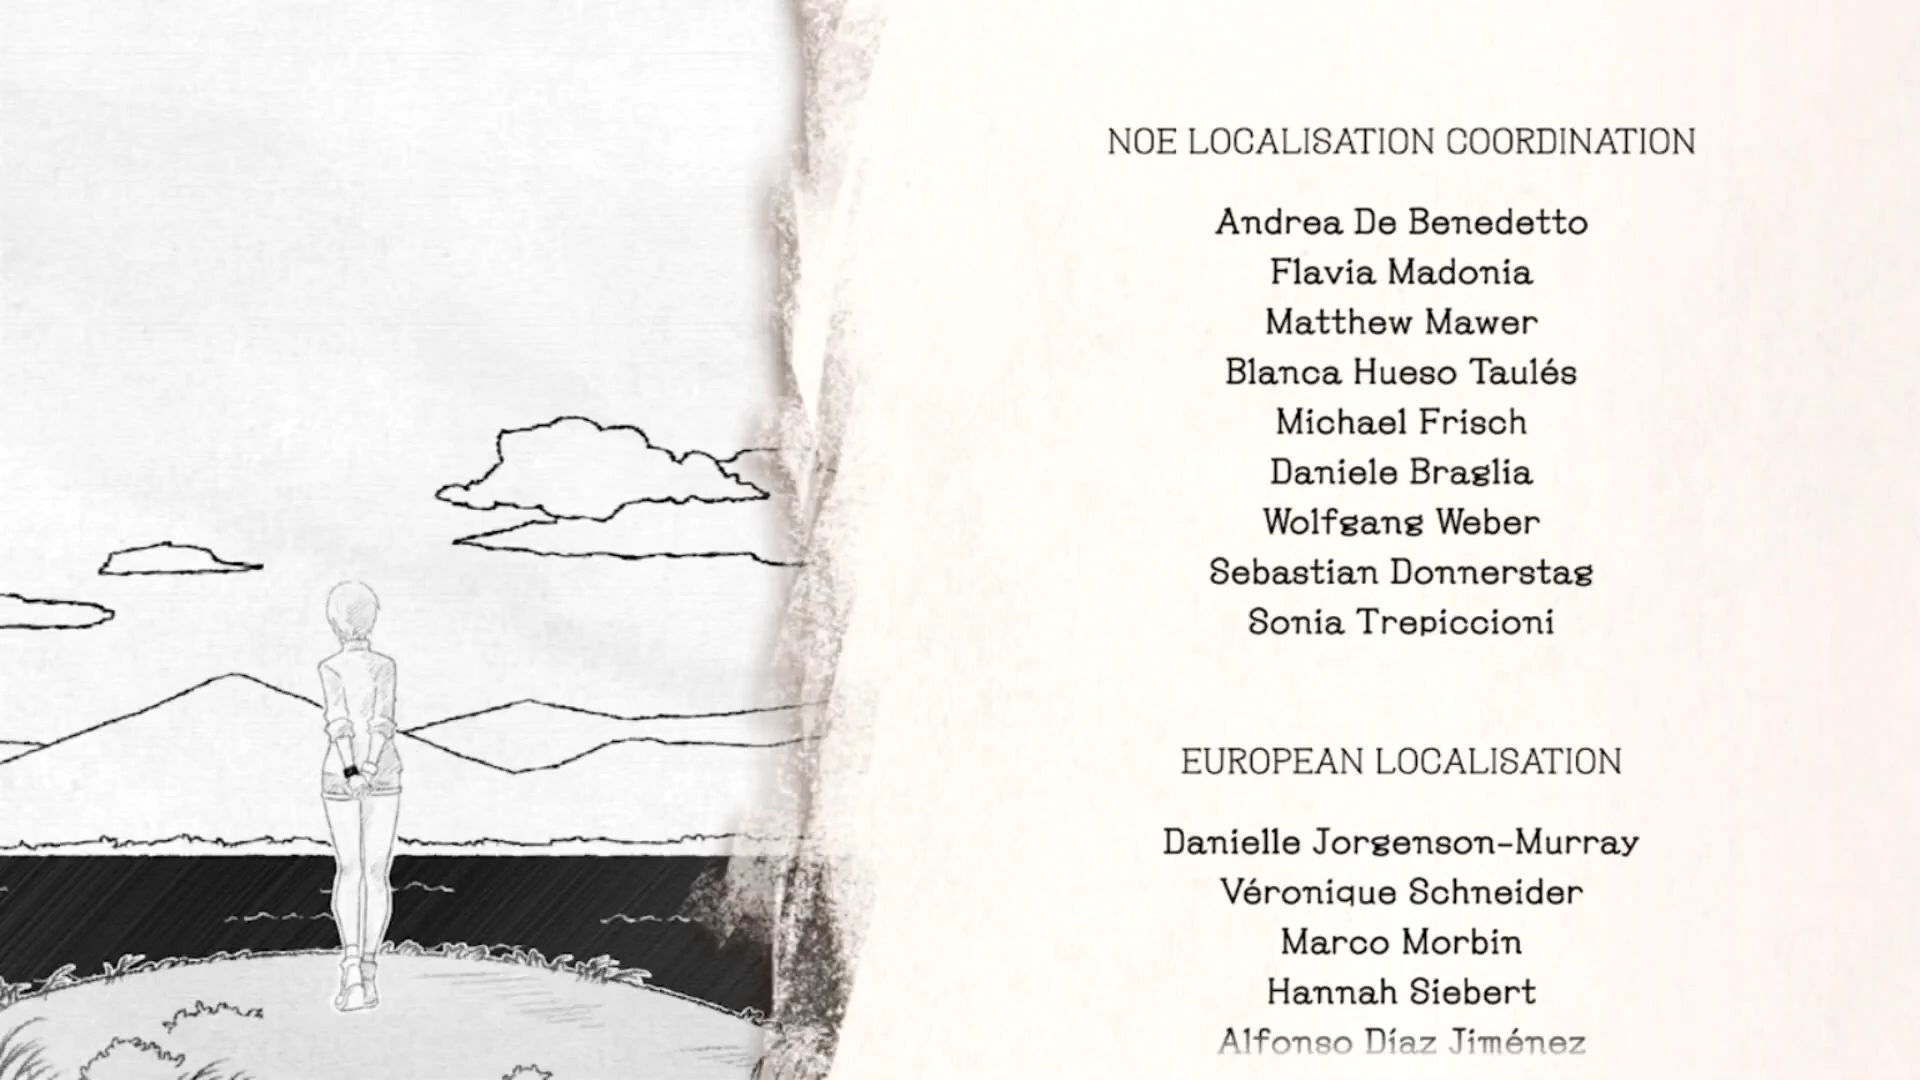 NOE LOCALISATION COORDINATION
Andrea De Benedetto
Flavia Madonia
Matthew Mawer
Blanca Hueso Taulés
Michael Frisch
Daniele Braglia
Wolfgang Weber
Sebastian Donnerstag
Sonia Trepiccioni
EUROPEAN LOCALISATION
Danielle Jorgenson-Murray
Véronique Schneider
Marco Morbin
Hannah Siebert
Alfonso Díaz Jiménez